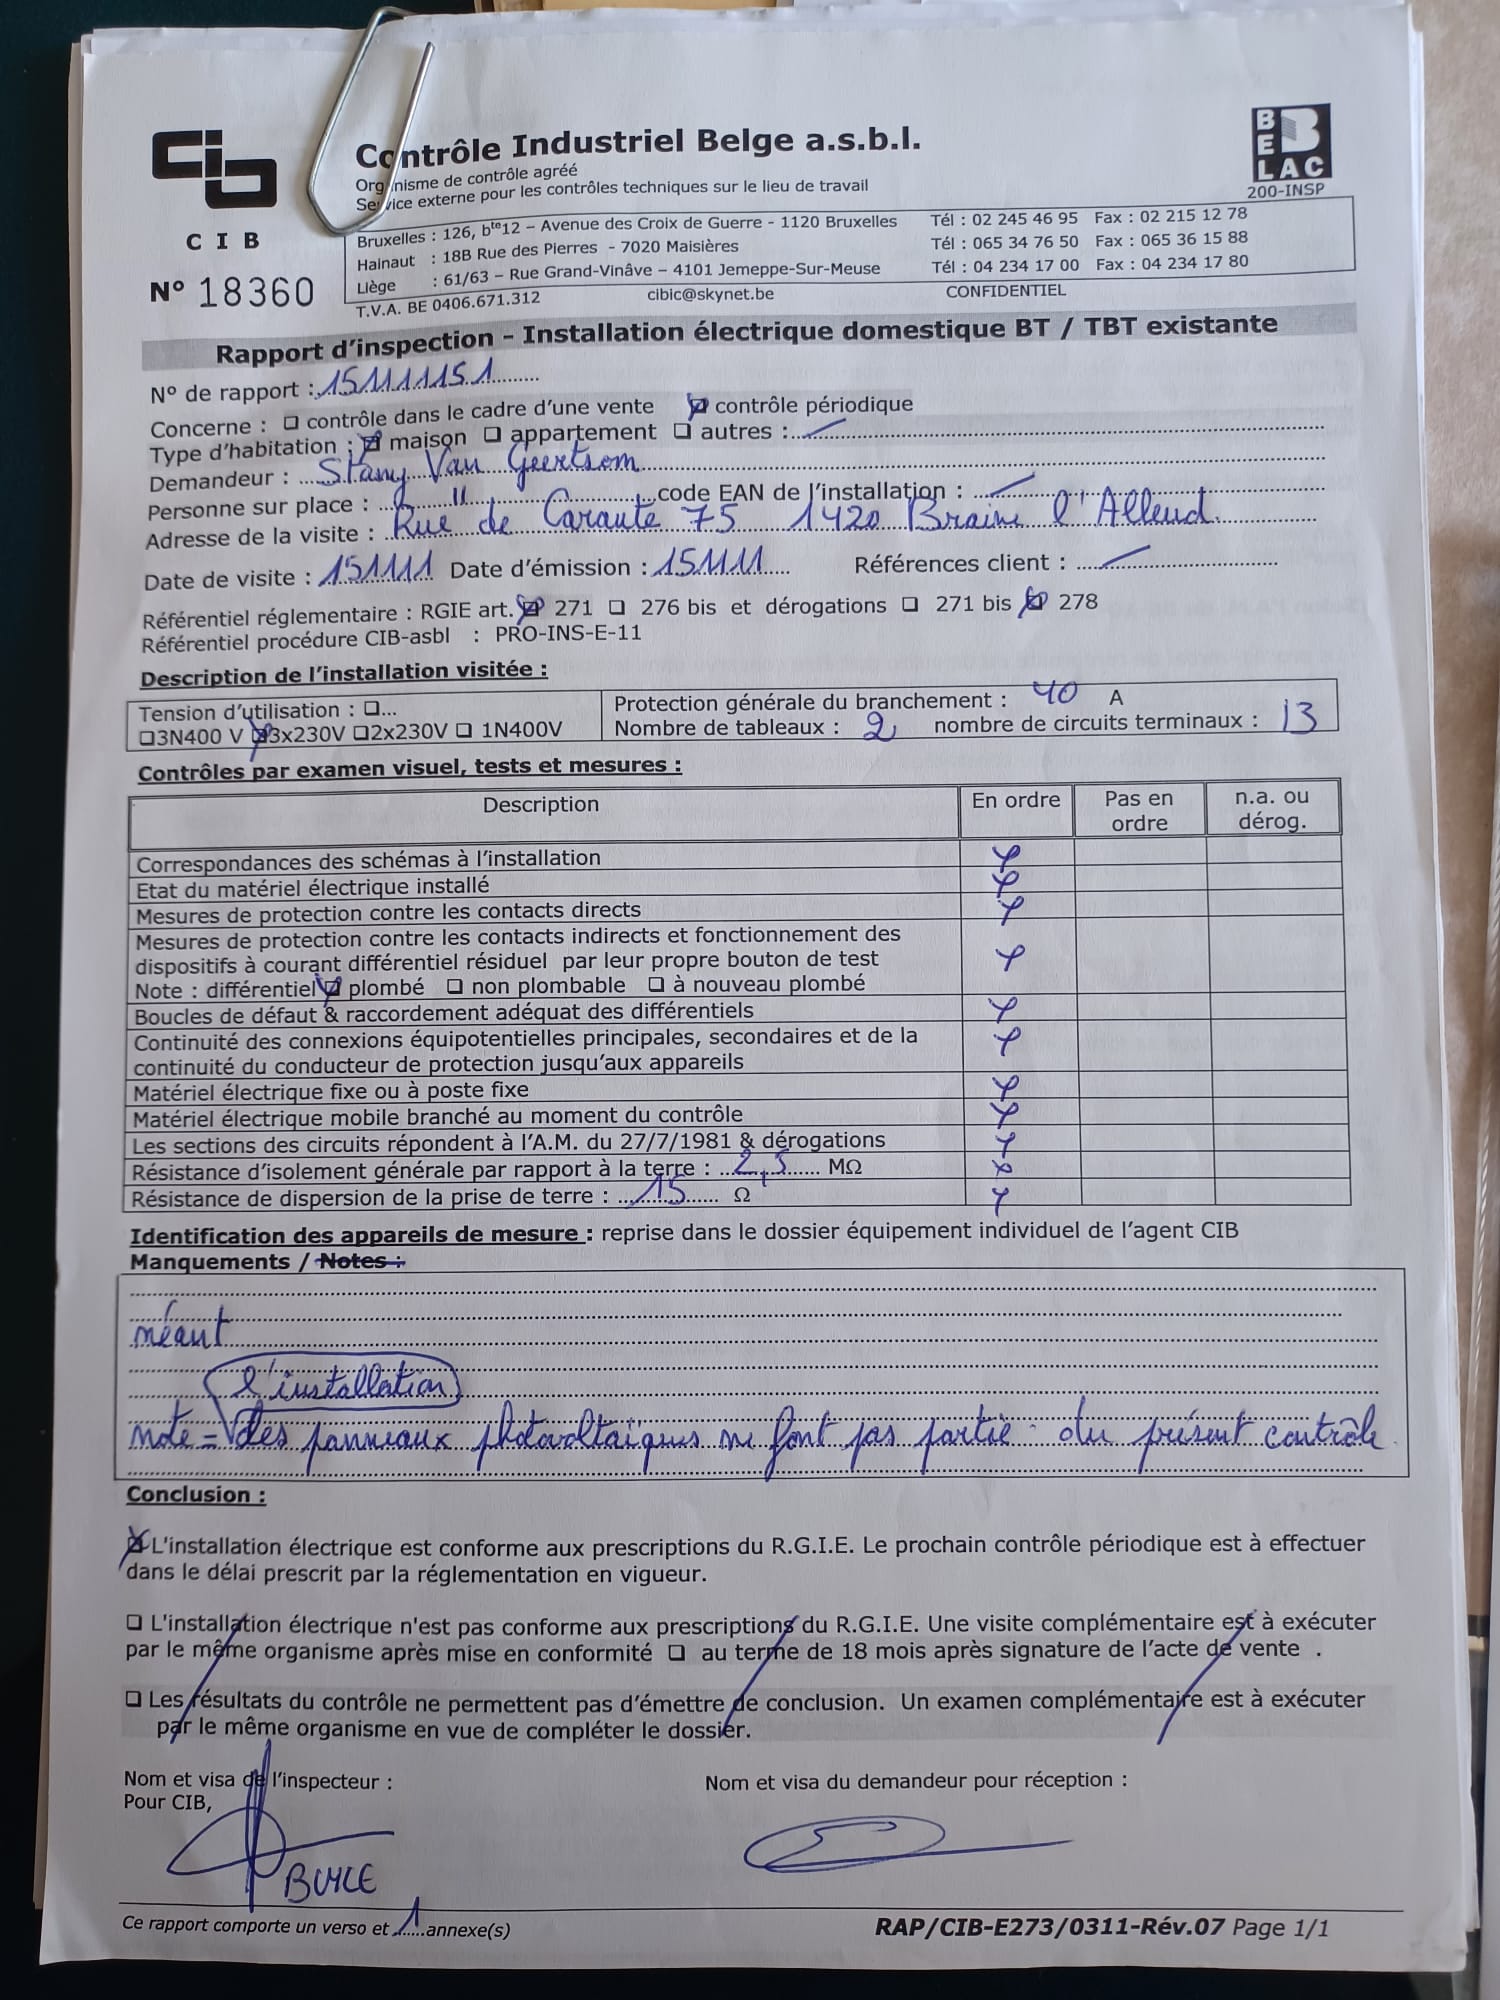 Cib
C I B
N° 18360
Contrôle Industriel Belge a.s.b.l.
Organisme de contrôle agréé
Service externe pour les contrôles techniques sur le lieu de travail
BELAC
200-INSP
Bruxelles : 126, bte12 – Avenue des Croix de Guerre - 1120 Bruxelles Tél : 02 245 46 95 Fax : 02 215 12 78
Hainaut : 18B Rue des Pierres - 7020 Maisières Tél : 065 34 76 50 Fax : 065 36 15 88
Liège : 61/63 – Rue Grand-Vinâve – 4101 Jemeppe-Sur-Meuse Tél : 04 234 17 00 Fax : 04 234 17 80
T.V.A. BE 0406.671.312 cibic@skynet.be CONFIDENTIEL
Rapport d'inspection - Installation électrique domestique BT / TBT existante
N° de rapport : 151111151
Concerne : ❑ contrôle dans le cadre d'une vente ☒ contrôle périodique
Type d'habitation : ☒ maison ❑ appartement ❑ autres :
Demandeur : Stany Van Geertsom
Personne sur place : " code EAN de l'installation :
Adresse de la visite : Rue de Caraute 75 1420 Braine l'Alleud
Date de visite : 151111 Date d'émission : 151111 Références client :
Référentiel réglementaire : RGIE art. ☒ 271 ❑ 276 bis et dérogations ❑ 271 bis ☒ 278
Référentiel procédure CIB-asbl : PRO-INS-E-11
Description de l'installation visitée :
Tension d'utilisation : ❑... Protection générale du branchement : 40 A
❑3N400 V ☒3x230V ❑2x230V ❑ 1N400V Nombre de tableaux : 2 nombre de circuits terminaux : 13
Contrôles par examen visuel, tests et mesures :
Description En ordre Pas en ordre n.a. ou dérog.
Correspondances des schémas à l'installation x
Etat du matériel électrique installé x
Mesures de protection contre les contacts directs x
Mesures de protection contre les contacts indirects et fonctionnement des
dispositifs à courant différentiel résiduel par leur propre bouton de test x
Note : différentiel ☒ plombé ❑ non plombable ❑ à nouveau plombé
Boucles de défaut & raccordement adéquat des différentiels x
Continuité des connexions équipotentielles principales, secondaires et de la x
continuité du conducteur de protection jusqu'aux appareils
Matériel électrique fixe ou à poste fixe x
Matériel électrique mobile branché au moment du contrôle x
Les sections des circuits répondent à l'A.M. du 27/7/1981 & dérogations x
Résistance d'isolement générale par rapport à la terre : 2,5 MΩ x
Résistance de dispersion de la prise de terre : 15 Ω x
Identification des appareils de mesure : reprise dans le dossier équipement individuel de l'agent CIB
Manquements / Notes :
néant
l'installation
note = des panneaux photovoltaïques ne font pas partie du présent contrôle
Conclusion :
☒ L'installation électrique est conforme aux prescriptions du R.G.I.E. Le prochain contrôle périodique est à effectuer
dans le délai prescrit par la réglementation en vigueur.
❑ L'installation électrique n'est pas conforme aux prescriptions du R.G.I.E. Une visite complémentaire est à exécuter
par le même organisme après mise en conformité ❑ au terme de 18 mois après signature de l'acte de vente .
❑ Les résultats du contrôle ne permettent pas d'émettre de conclusion. Un examen complémentaire est à exécuter
par le même organisme en vue de compléter le dossier.
Nom et visa de l'inspecteur : Nom et visa du demandeur pour réception :
Pour CIB,
BUYCE
Ce rapport comporte un verso et 1 annexe(s) RAP/CIB-E273/0311-Rév.07 Page 1/1